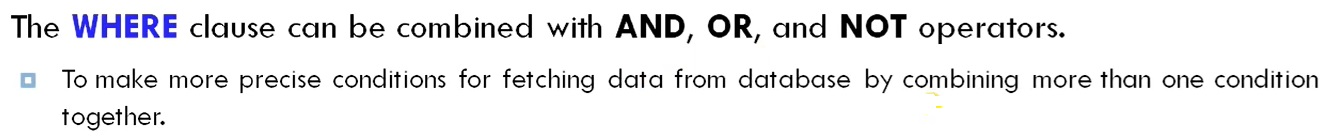 The WHERE clause can be combined with AND, OR, and NOT operators.
To make more precise conditions for fetching data from database by combining more than one condition
together.